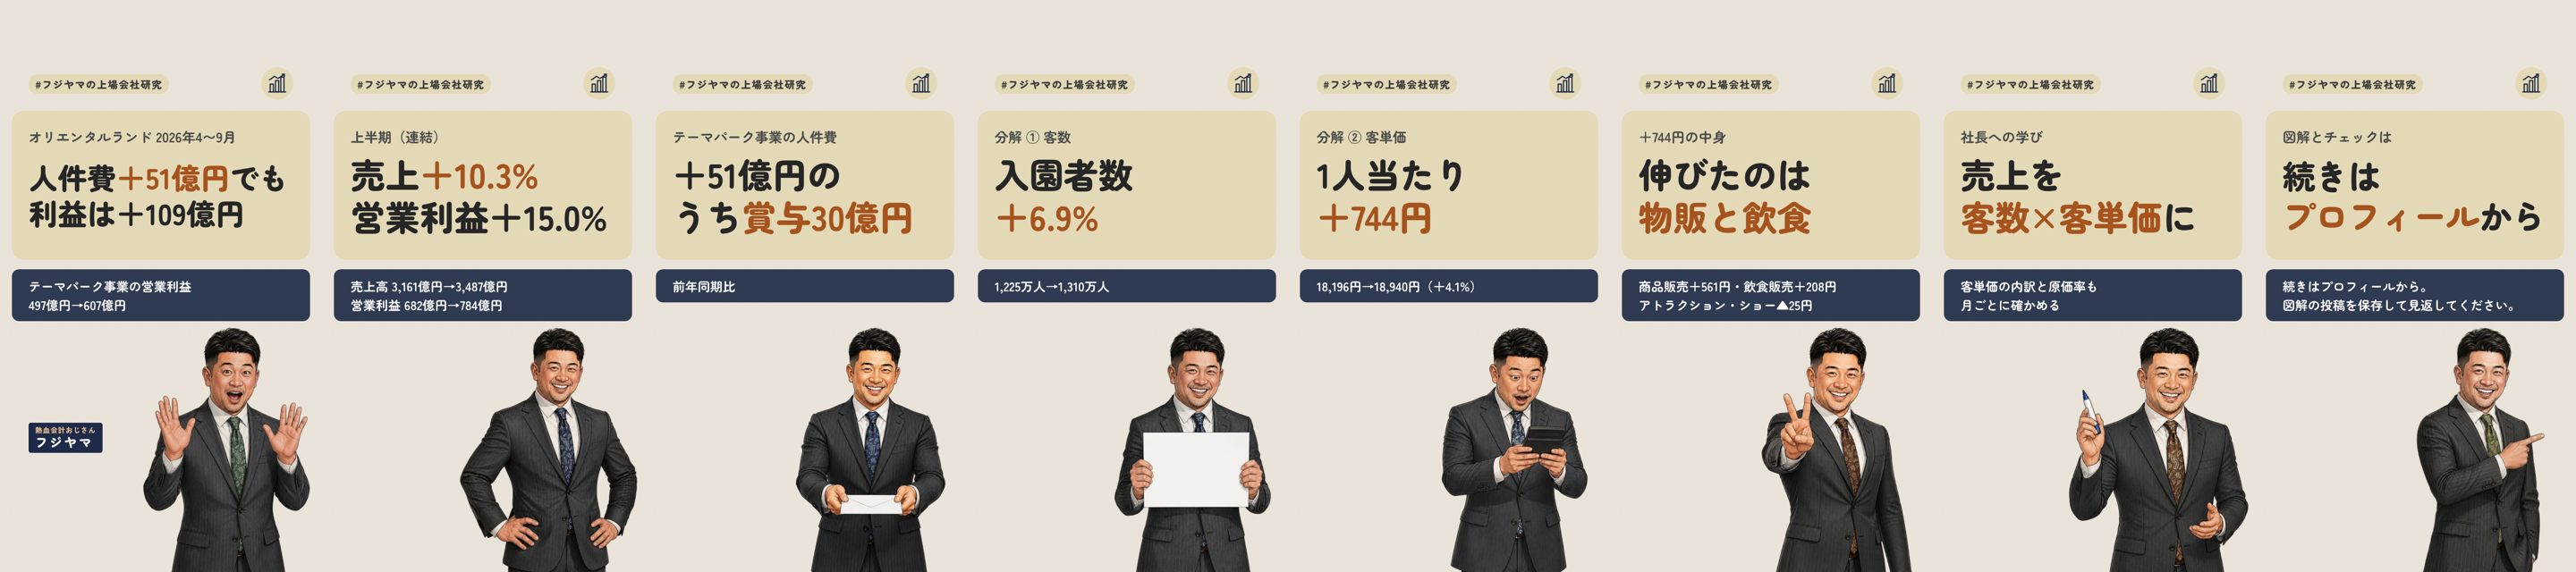 #フジヤマの上場会社研究
オリエンタルランド 2026年4〜9月
人件費＋51億円でも
利益は＋109億円
テーマパーク事業の営業利益
497億円→607億円
熱血会計おじさん
フジヤマ
#フジヤマの上場会社研究
上半期（連結）
売上＋10.3%
営業利益＋15.0%
売上高 3,161億円→3,487億円
営業利益 682億円→784億円
#フジヤマの上場会社研究
テーマパーク事業の人件費
＋51億円の
うち賞与30億円
前年同期比
#フジヤマの上場会社研究
分解 ① 客数
入園者数
＋6.9%
1,225万人→1,310万人
#フジヤマの上場会社研究
分解 ② 客単価
1人当たり
＋744円
18,196円→18,940円（＋4.1%）
#フジヤマの上場会社研究
＋744円の中身
伸びたのは
物販と飲食
商品販売＋561円・飲食販売＋208円
アトラクション・ショー▲25円
#フジヤマの上場会社研究
社長への学び
売上を
客数×客単価に
客単価の内訳と原価率も
月ごとに確かめる
#フジヤマの上場会社研究
図解とチェックは
続きは
プロフィールから
続きはプロフィールから。
図解の投稿を保存して見返してください。